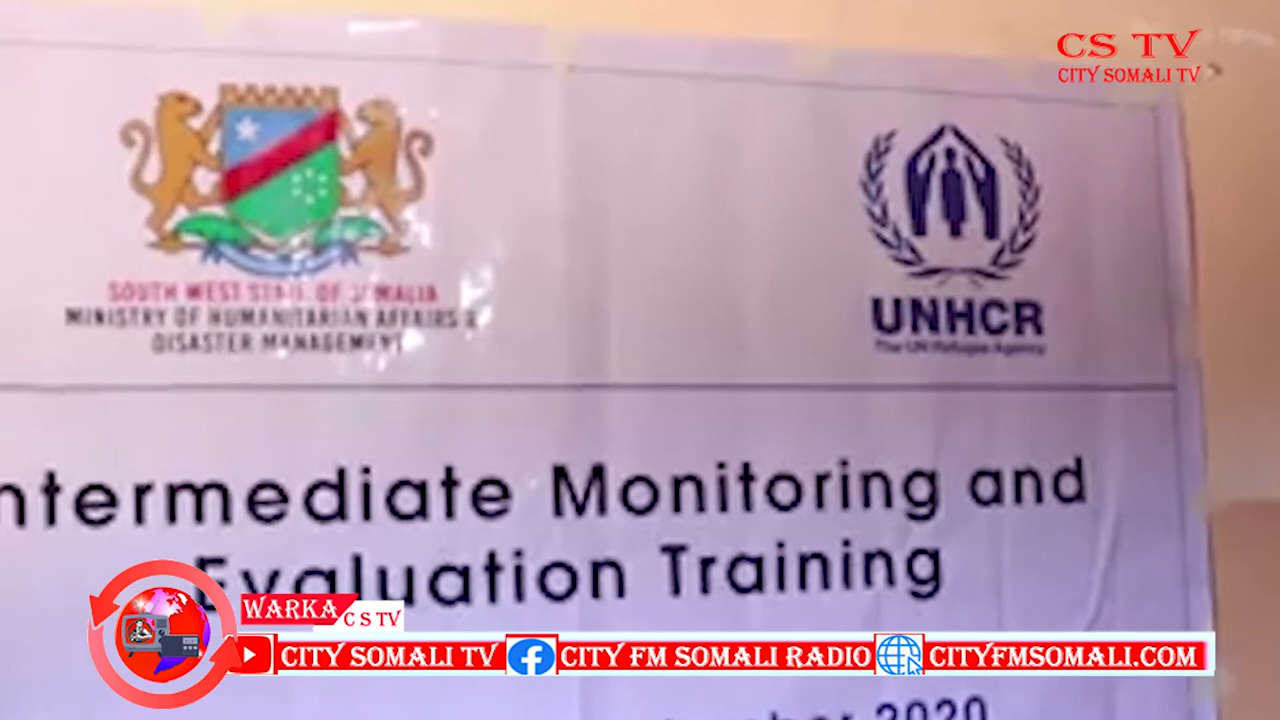 CS TV
CITY SOMALI TV
SOUTH WEST STATE OF SOMALIA
MINISTRY OF HUMANITARIAN AFFAIRS &
DISASTER MANAGEMENT
UNHCR
The UN Refugee Agency
ntermediate Monitoring and
Evaluation Training
2020
WARKA
CS TV
CITY SOMALI TV
CITY FM SOMALI RADIO
CITYFMSOMALI.COM